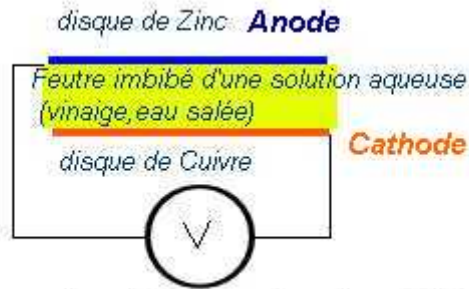 disque de Zinc Anode
Feutre imbibé d'une solution aqueuse
(vinaige,eau salée)
Cathode
disque de Cuivre
V